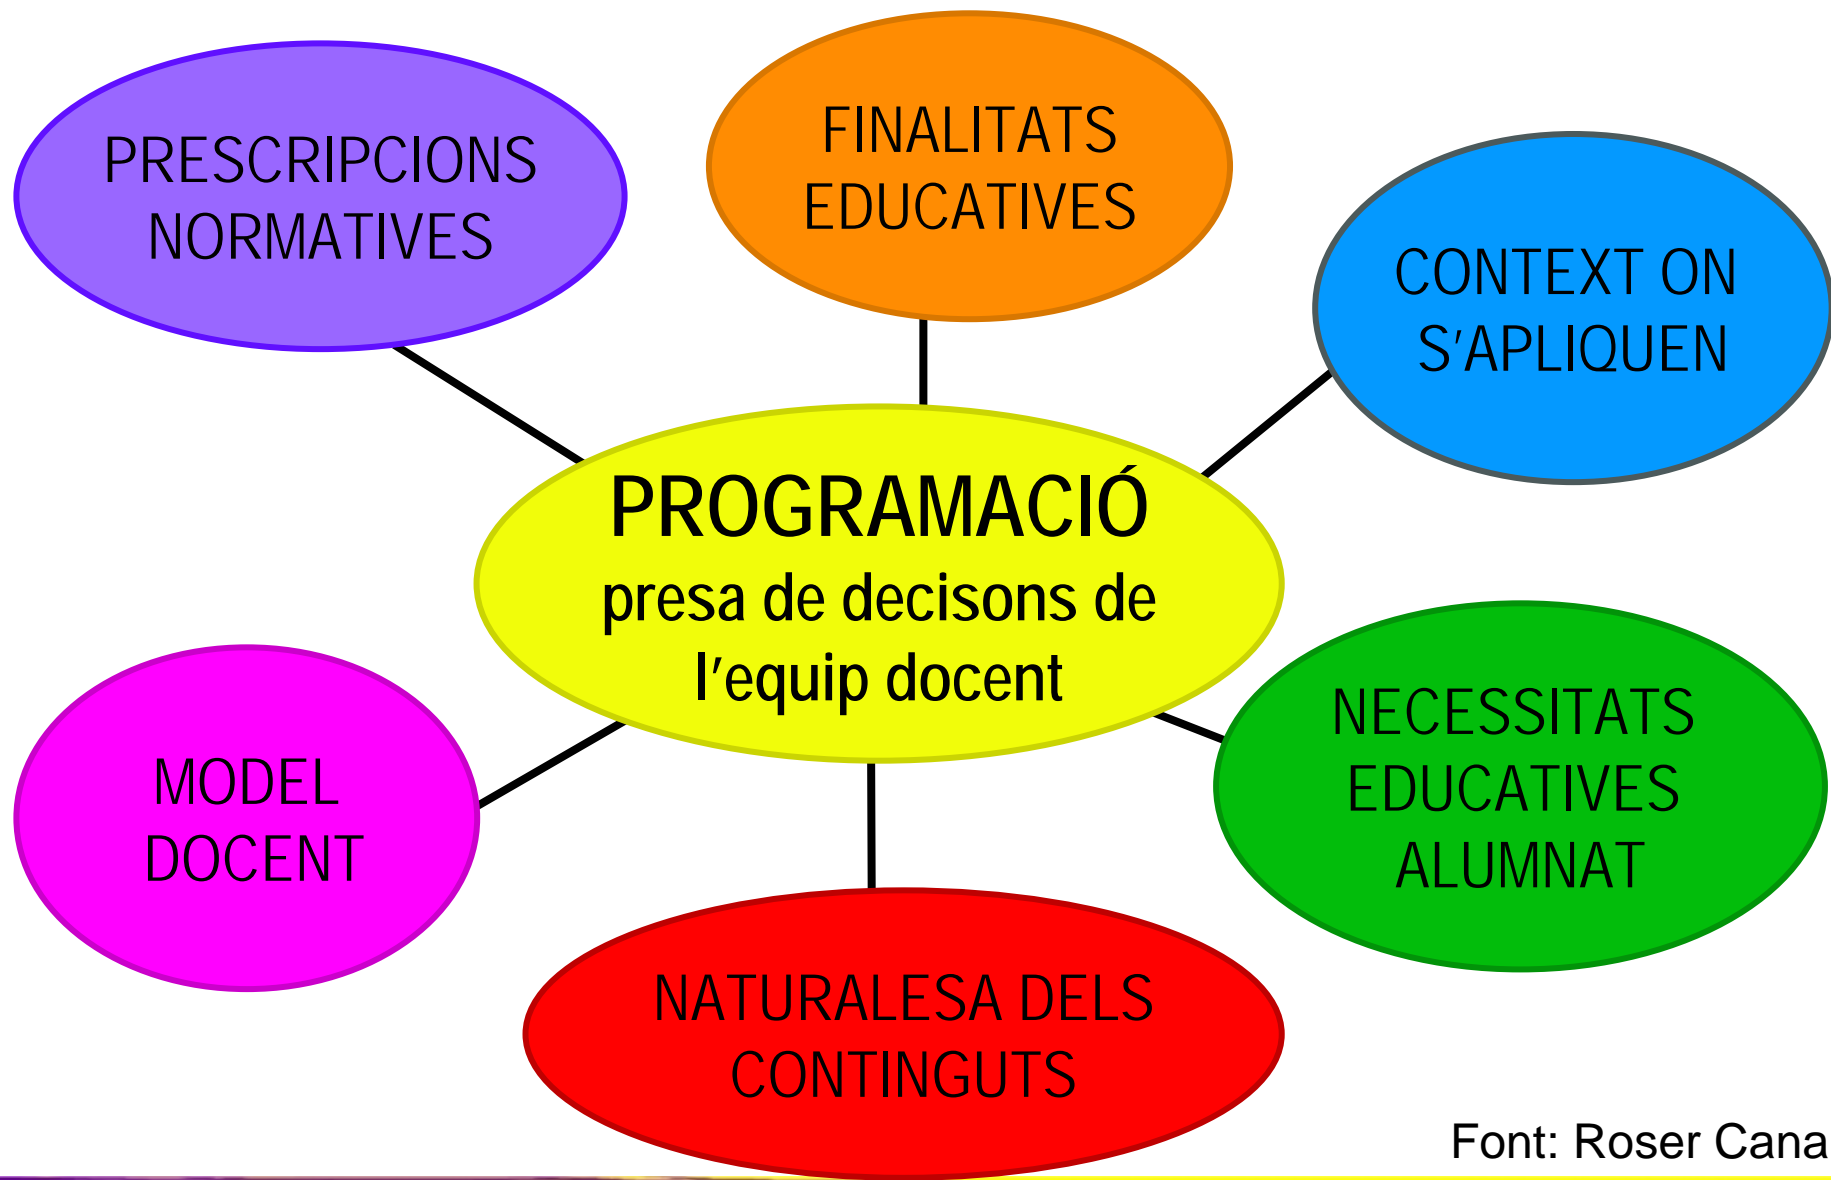 PRESCRIPCIONS
NORMATIVES
FINALITATS
EDUCATIVES
CONTEXT ON
S'APLIQUEN
PROGRAMACIÓ
presa de decisons de
l'equip docent
MODEL
DOCENT
NECESSITATS
EDUCATIVES
ALUMNAT
NATURALESA DELS
CONTINGUTS
Font: Roser Cana